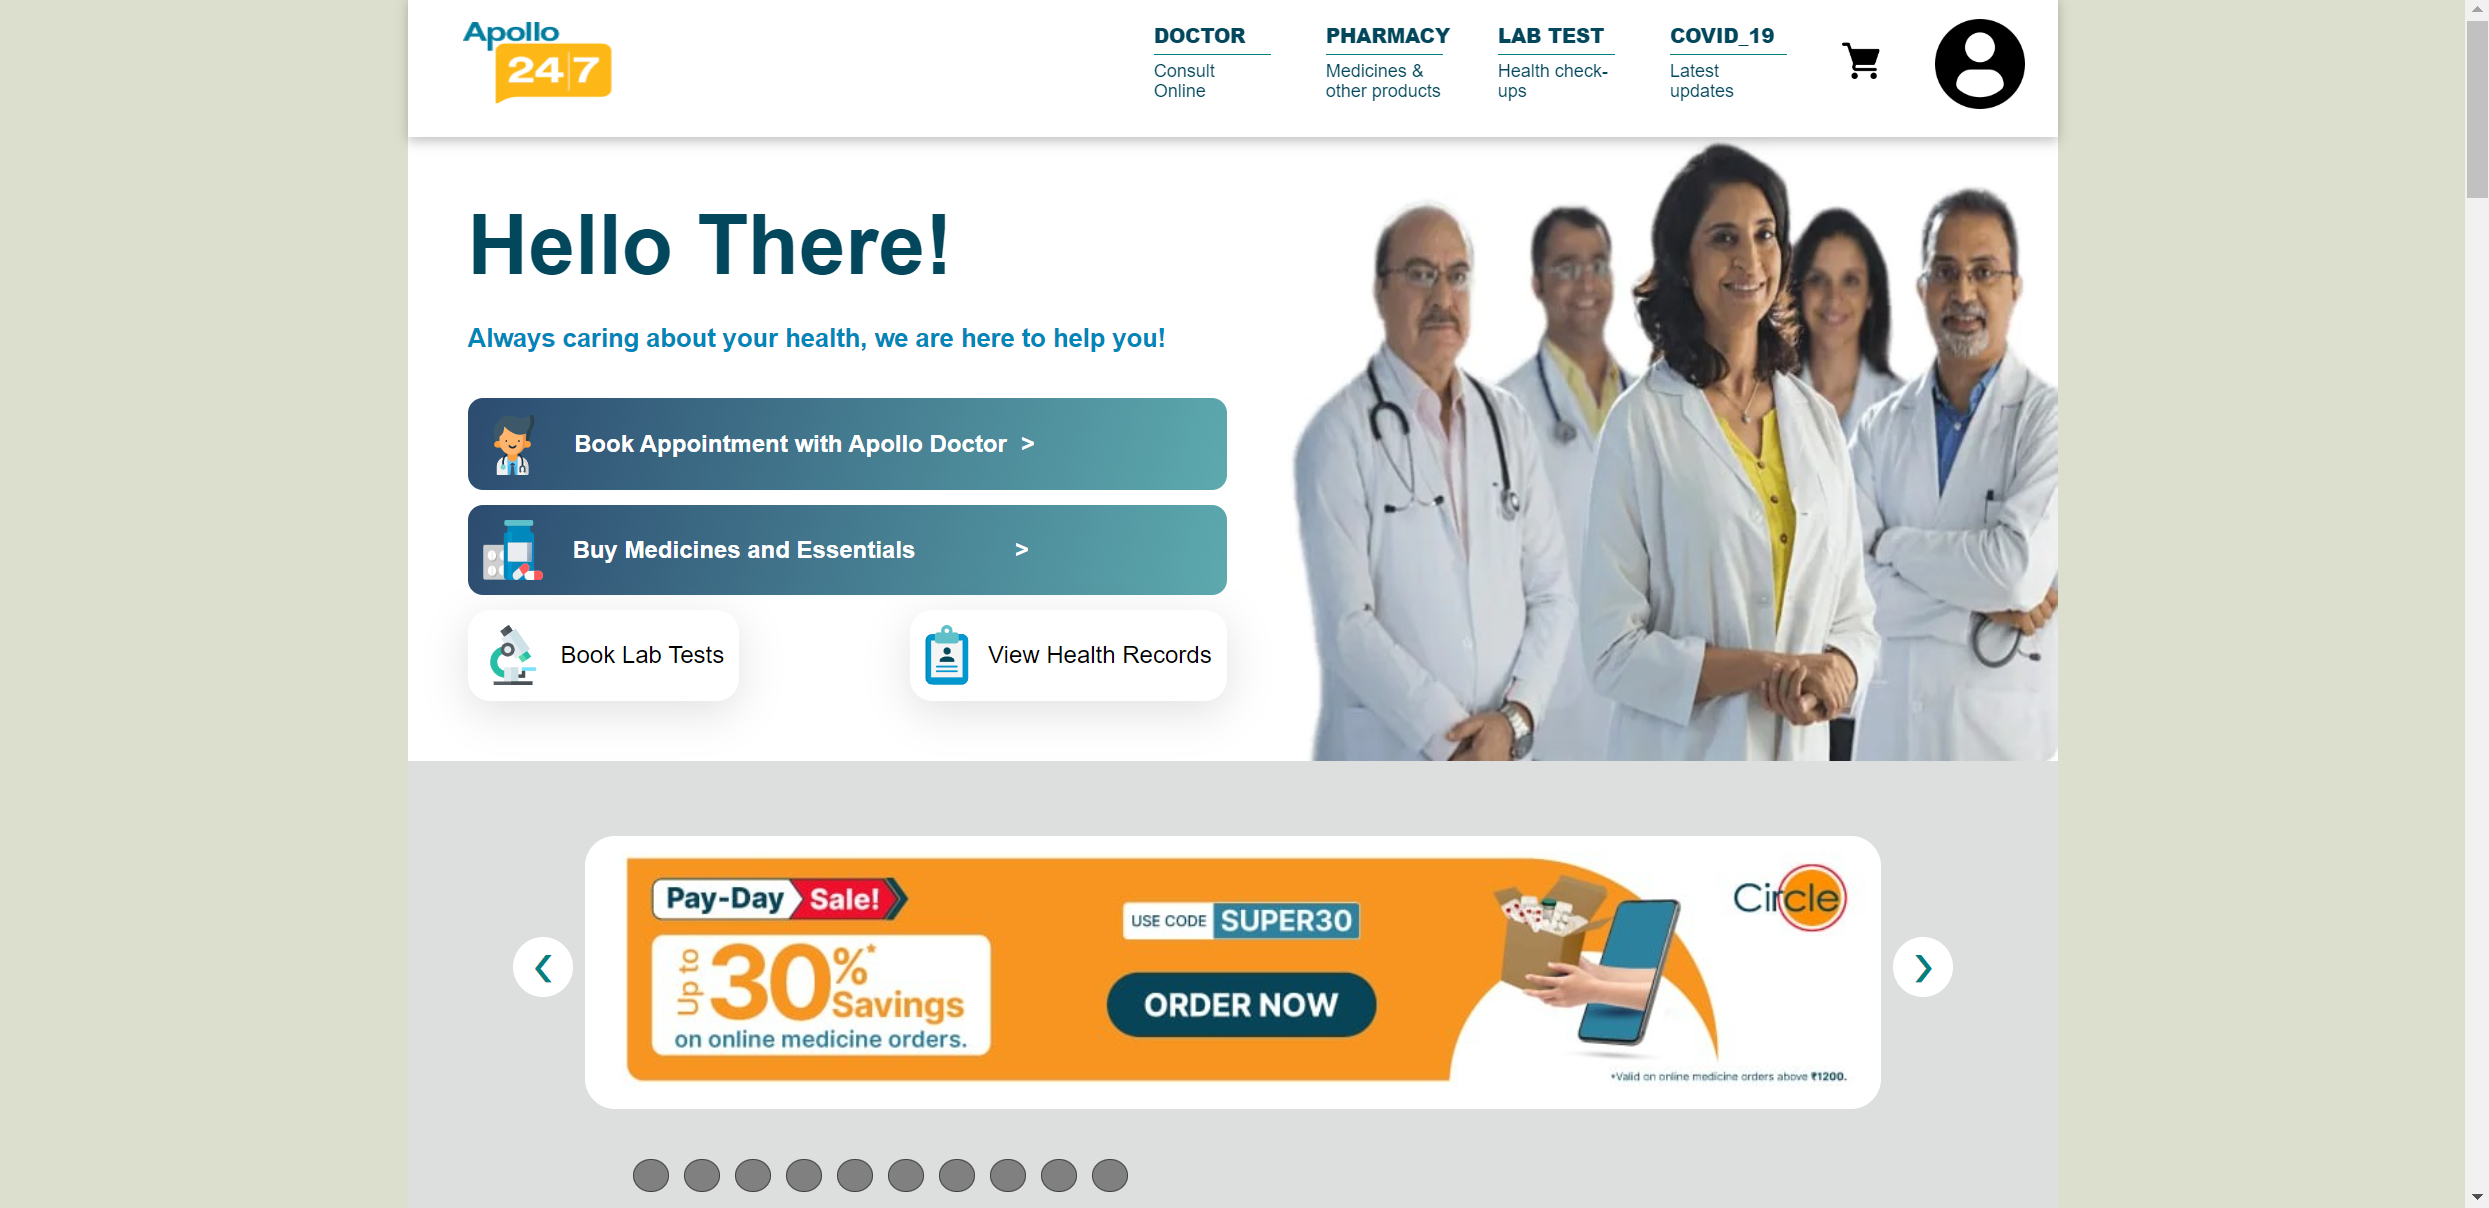 Apollo
24|7
DOCTOR
Consult
Online
PHARMACY
Medicines &
other products
LAB TEST
Health check-
ups
COVID_19
Latest
updates
Hello There!
Always caring about your health, we are here to help you!
Book Appointment with Apollo Doctor >
Buy Medicines and Essentials >
Book Lab Tests
View Health Records
Pay-Day Sale!
Up to 30%* Savings
on online medicine orders.
USE CODE SUPER30
ORDER NOW
Circle
*Valid on online medicine orders above ₹1200.